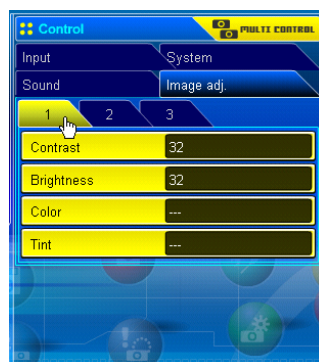 Control MULTI CONTROL
Input System
Sound Image adj.
1 2 3
Contrast 32
Brightness 32
Color ---
Tint ---